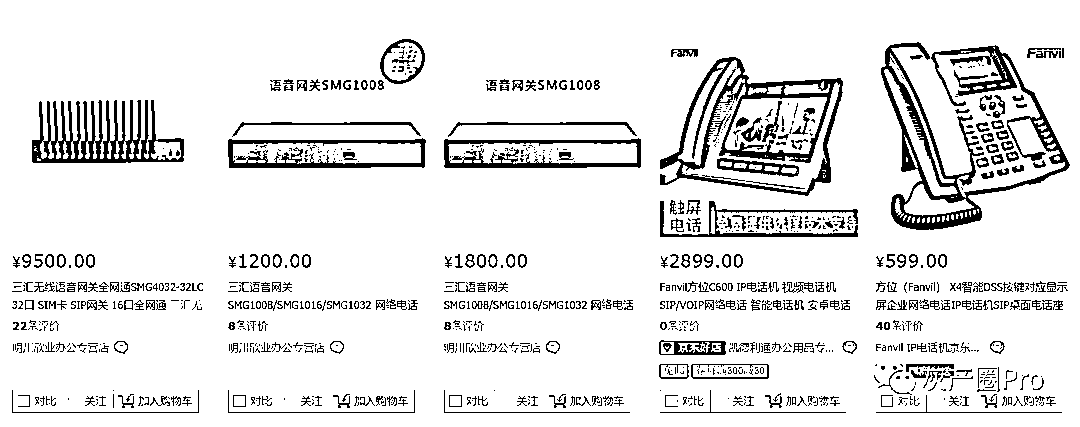 语音网关SMG1008
¥9500.00
三汇无线语音网关全网通SMG4032-32LC
32口 SIM卡 SIP网关 16口全网通 三汇无
22条评价
明川欣业办公专营店
对比 关注 加入购物车
语音网关SMG1008
¥1200.00
三汇语音网关
SMG1008/SMG1016/SMG1032 网络电话
8条评价
明川欣业办公专营店
对比 关注 加入购物车
¥1800.00
三汇语音网关
SMG1008/SMG1016/SMG1032 网络电话
8条评价
明川欣业办公专营店
对比 关注 加入购物车
Fanvil
触屏
电话
¥2899.00
Fanvil方位C600 IP电话机 视频电话机
SIP/VOIP网络电话 智能电话机 安卓电话
0条评价
京东好店 凯德利通办公用品专...
免邮
对比 关注 加入购物车
Fanvil
¥599.00
方位（Fanvil） X4智能DSS按键对应显示
屏企业网络电话IP电话机SIP桌面电话座
40条评价
Fanvil IP电话机京东...
对比 关注 加入购物车
灰产圈Pro